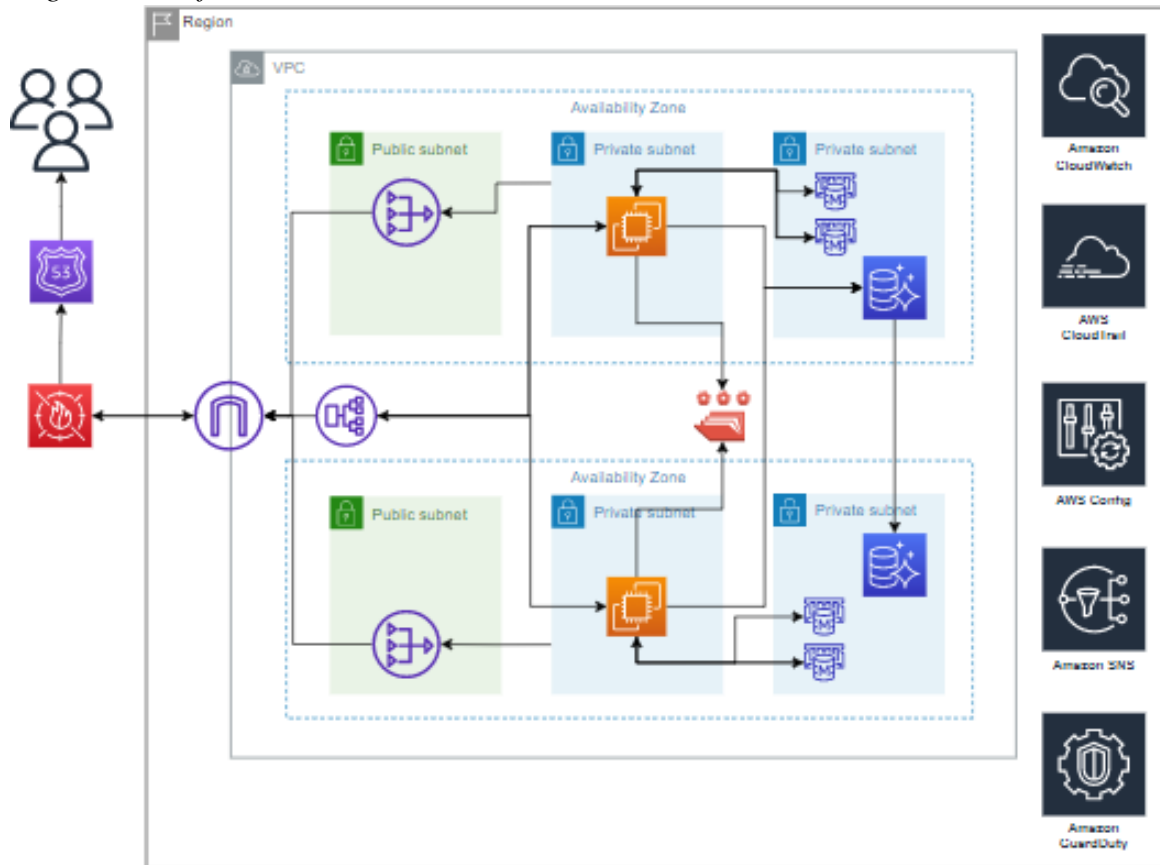 Region
VPC
Availability Zone
Public subnet
Private subnet
Private subnet
53
M
M
Availability Zone
Public subnet
Private subnet
Private subnet
M
M
Amazon
CloudWatch
AWS
CloudTrail
AWS Config
Amazon SNS
Amazon
GuardDuty